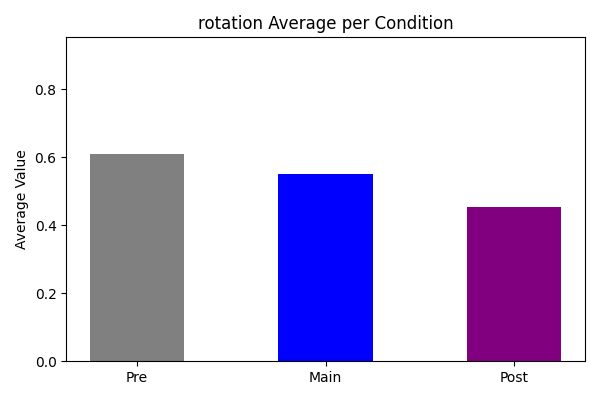 rotation Average per Condition
Average Value
0.8
0.6
0.4
0.2
0.0
Pre
Main
Post